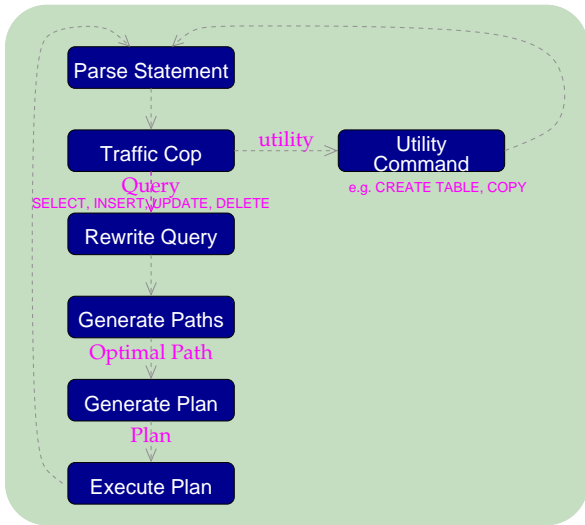 Parse Statement
Traffic Cop
utility
Utility
Command
Query
e.g. CREATE TABLE, COPY
SELECT, INSERT, UPDATE, DELETE
Rewrite Query
Generate Paths
Optimal Path
Generate Plan
Plan
Execute Plan